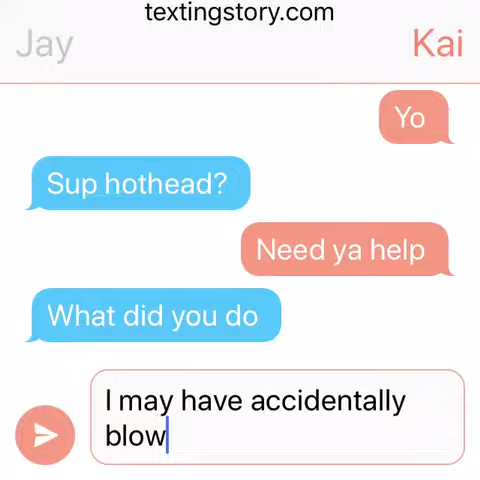 textingstory.com
Jay
Kai
Yo
Sup hothead?
Need ya help
What did you do
I may have accidentally
blow